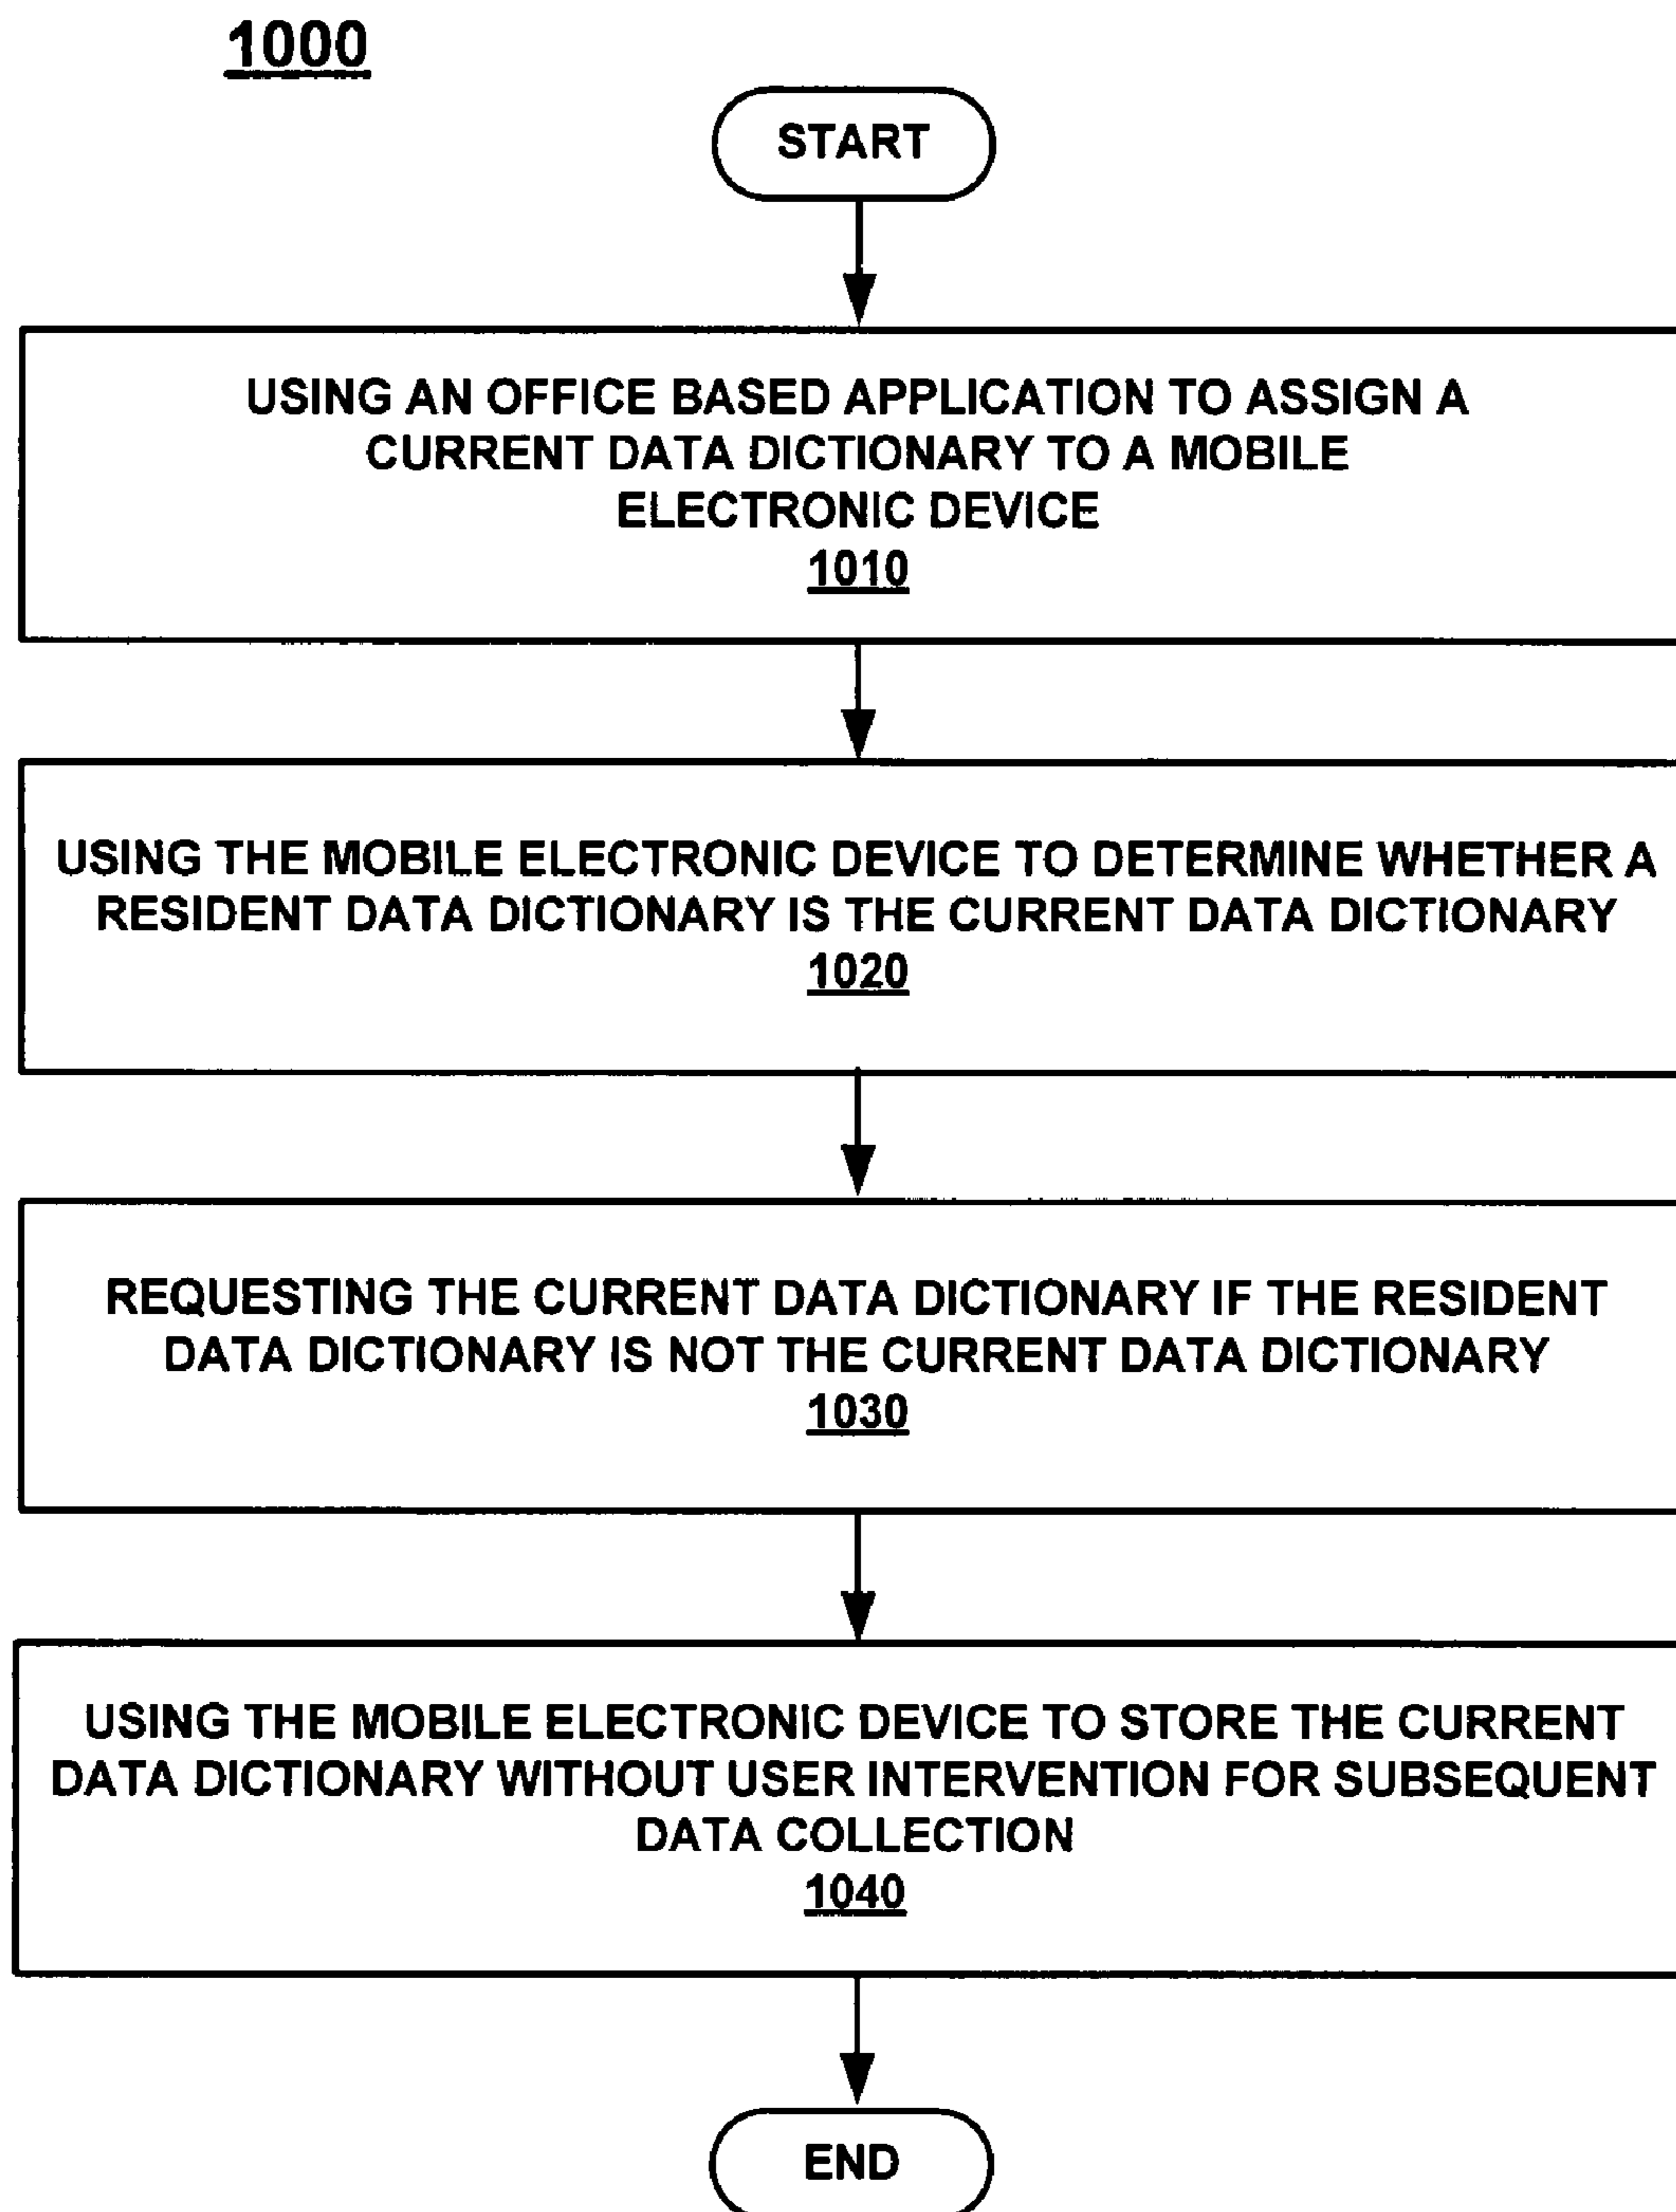 1000
START
USING AN OFFICE BASED APPLICATION TO ASSIGN A
CURRENT DATA DICTIONARY TO A MOBILE
ELECTRONIC DEVICE
1010
USING THE MOBILE ELECTRONIC DEVICE TO DETERMINE WHETHER A
RESIDENT DATA DICTIONARY IS THE CURRENT DATA DICTIONARY
1020
REQUESTING THE CURRENT DATA DICTIONARY IF THE RESIDENT
DATA DICTIONARY IS NOT THE CURRENT DATA DICTIONARY
1030
USING THE MOBILE ELECTRONIC DEVICE TO STORE THE CURRENT
DATA DICTIONARY WITHOUT USER INTERVENTION FOR SUBSEQUENT
DATA COLLECTION
1040
END